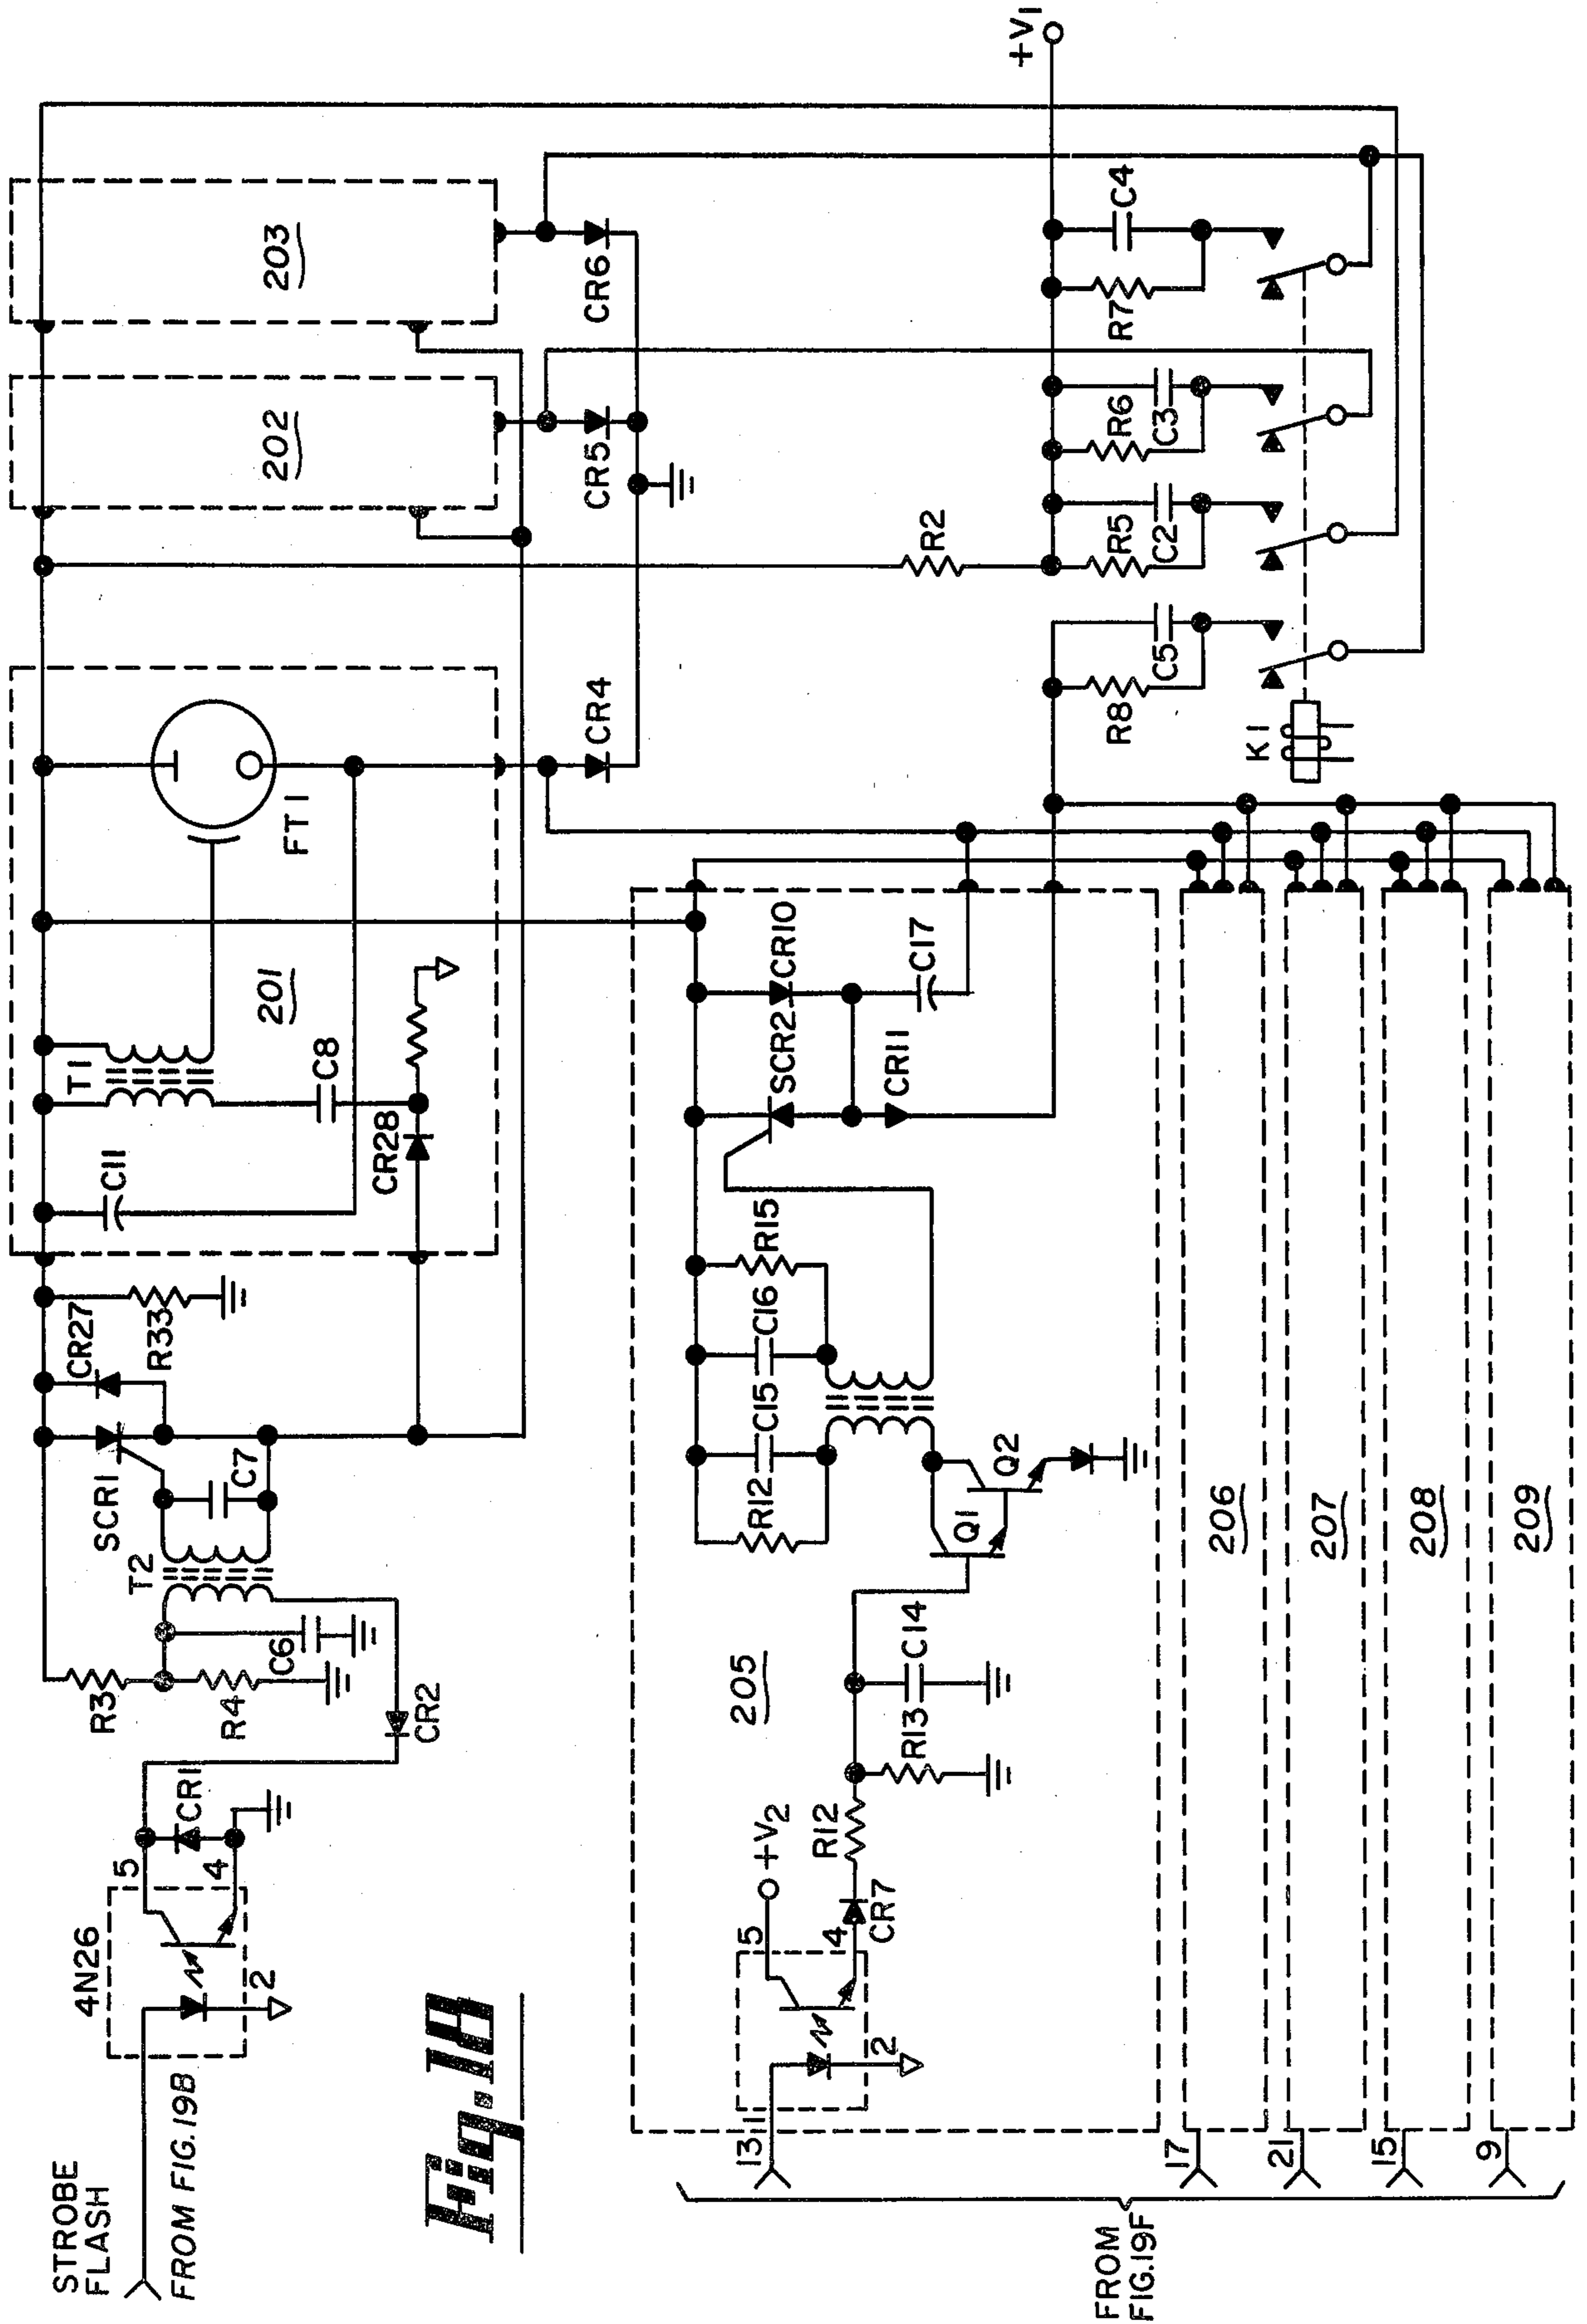 STROBE
FLASH
FROM FIG.19B
4N26
5
4
2
CR1
CR2
R3
R4
C6
T2
SCR1
C7
CR27
R33
C11
T1
C8
CR28
201
FT1
CR4
202
CR5
203
CR6
Fig.18
R2
+V1
13
1
5
4
2
+V2
CR7
R12
R13
C14
205
Q1
Q2
R12
C15
C16
R15
SCR2
CR10
CR11
C17
K1
R8
C5
R5
C2
R6
C3
R7
C4
17
206
21
207
15
208
9
209
FROM
FIG.19F